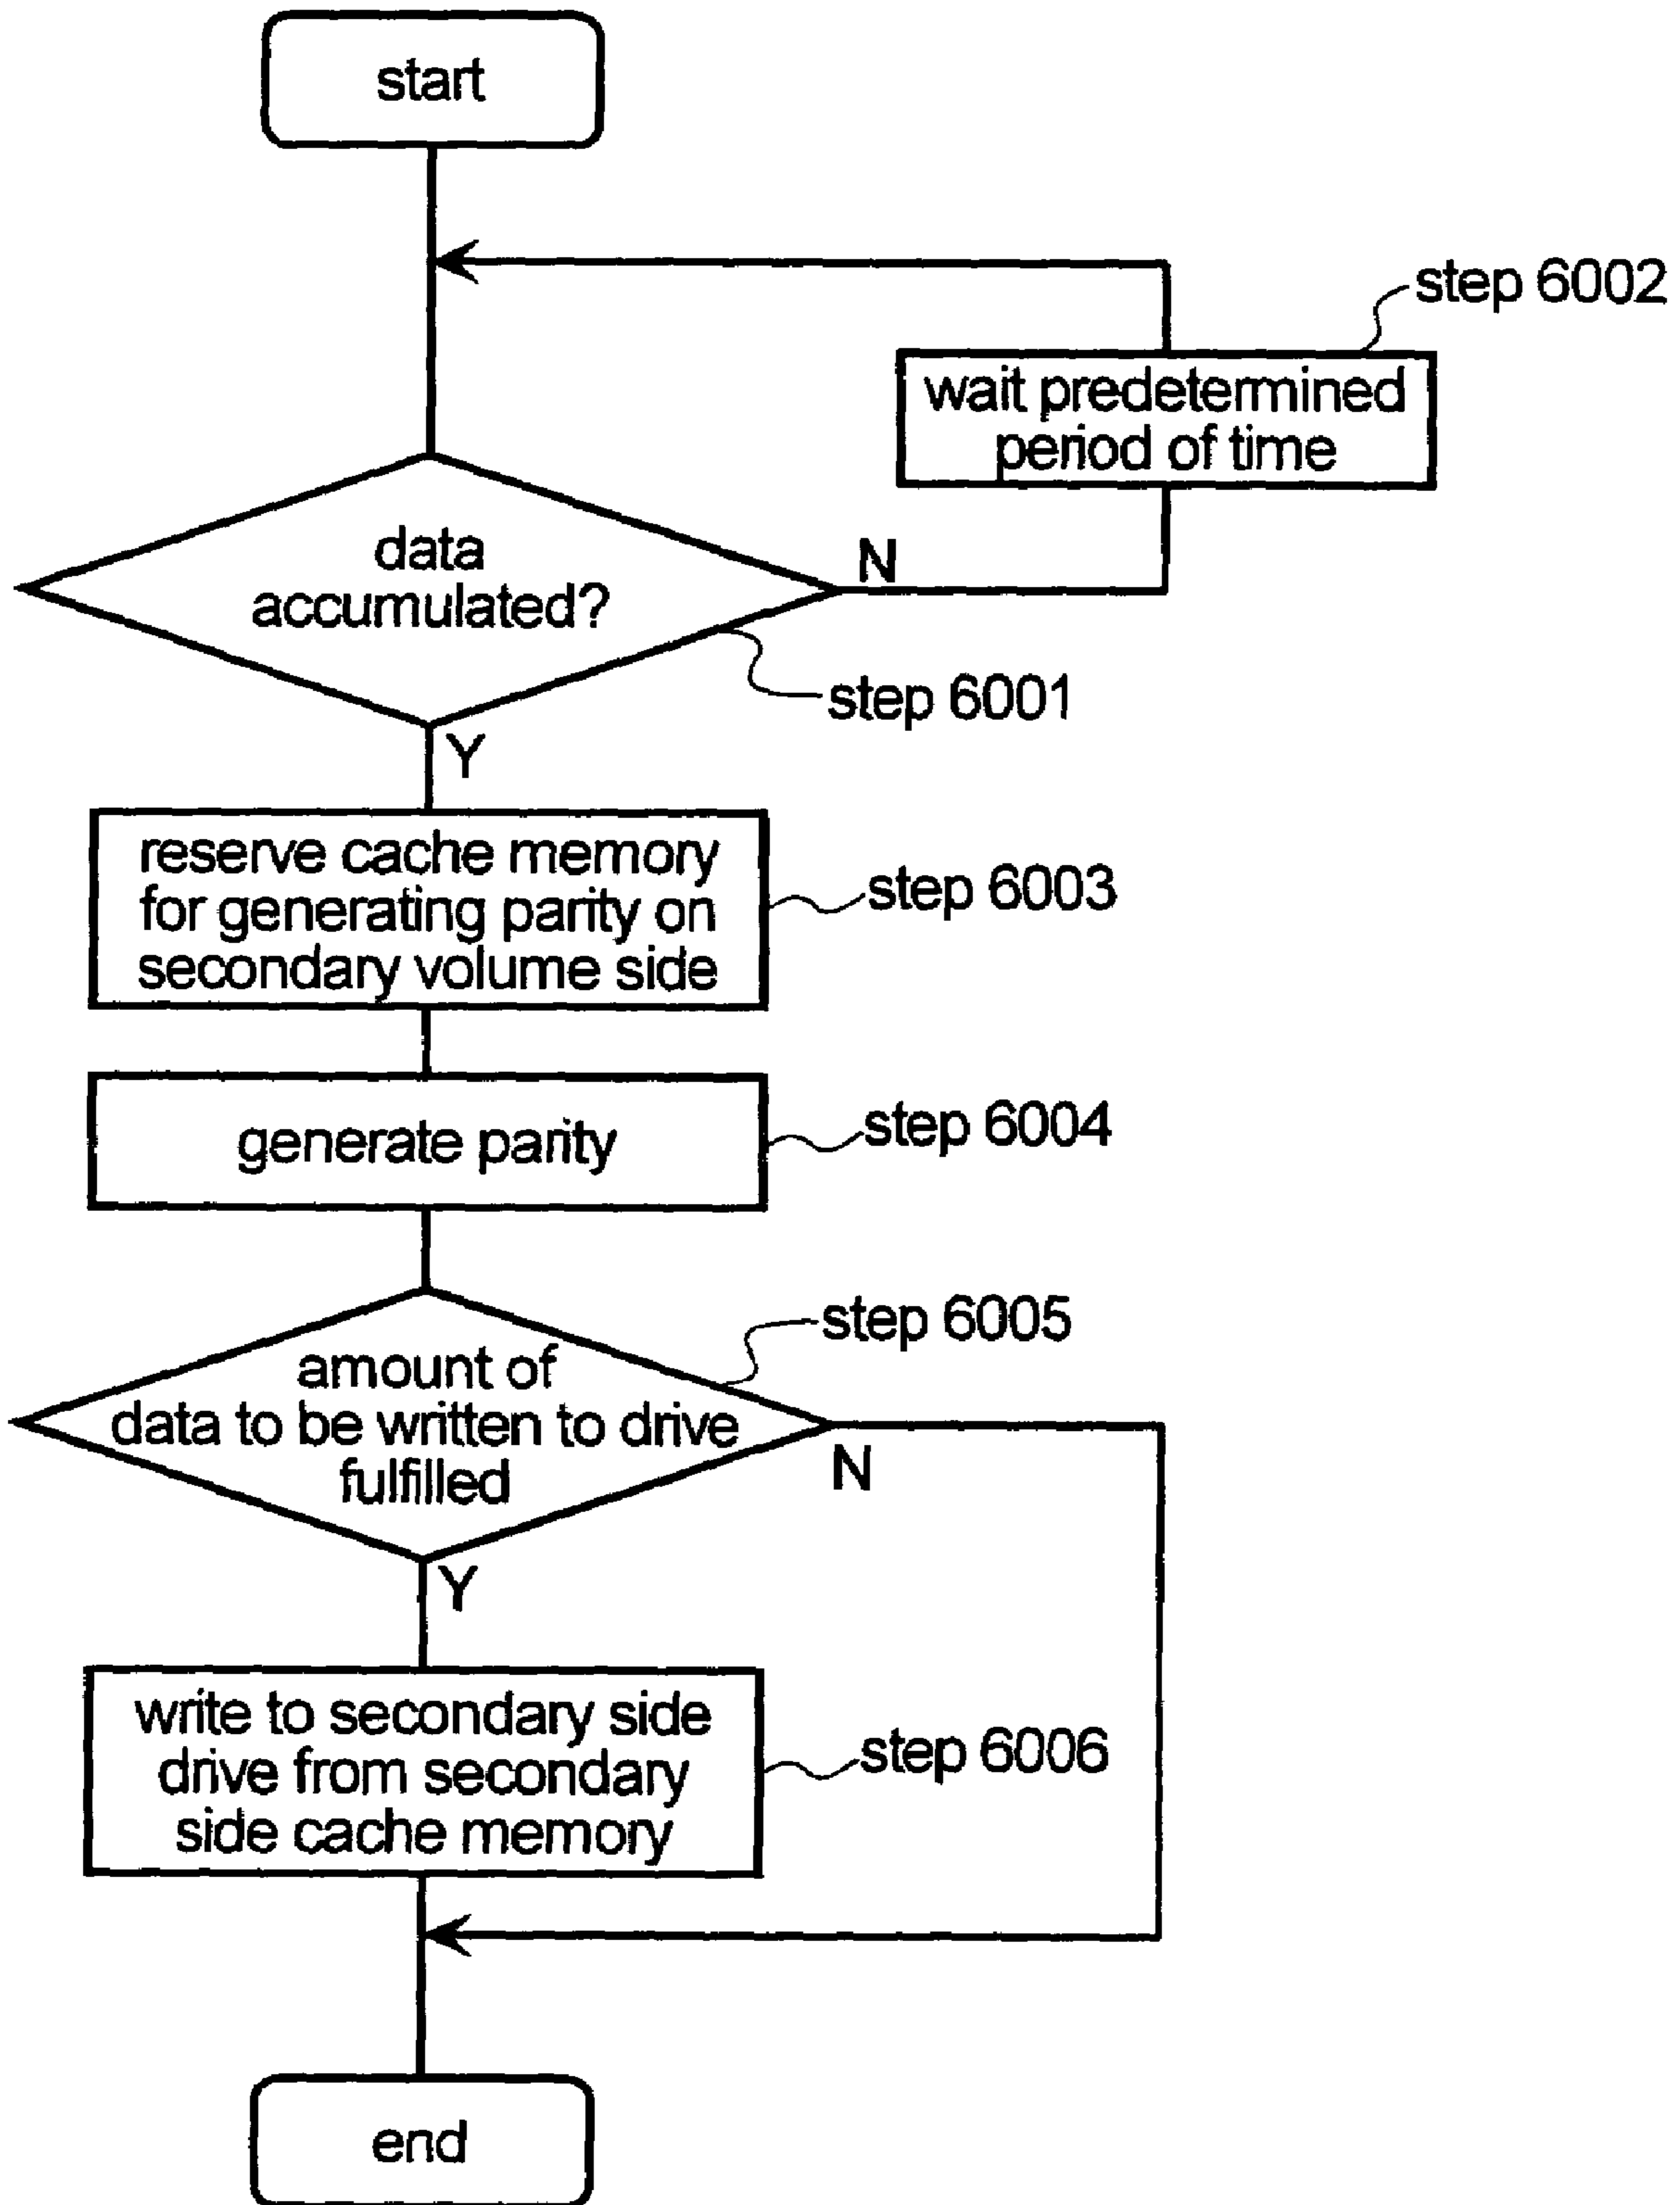 start
step 6002
wait predetermined
period of time
data
accumulated?
N
step 6001
Y
reserve cache memory
for generating parity on
secondary volume side
step 6003
generate parity
step 6004
step 6005
amount of
data to be written to drive
fulfilled
N
Y
write to secondary side
drive from secondary
side cache memory
step 6006
end